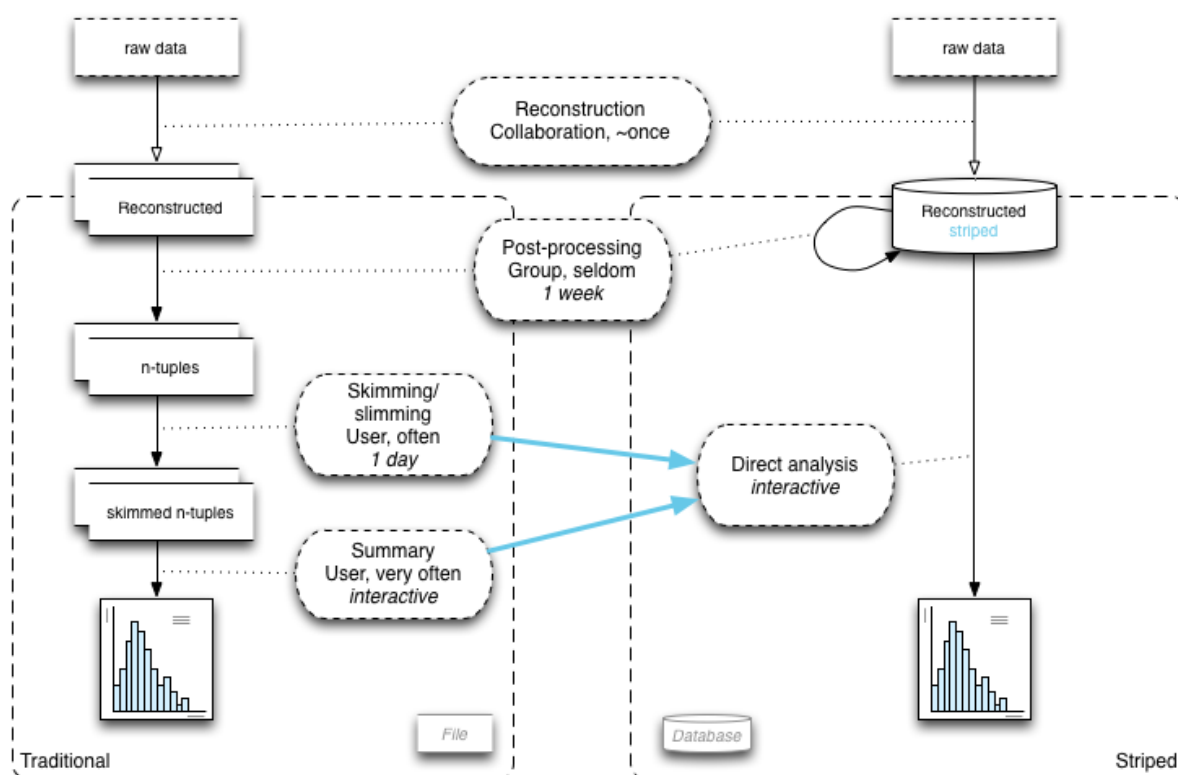 raw data
raw data
Reconstruction
Collaboration, ~once
Reconstructed
Reconstructed
striped
Post-processing
Group, seldom
1 week
n-tuples
Skimming/
slimming
User, often
1 day
Direct analysis
interactive
skimmed n-tuples
Summary
User, very often
interactive
File
Database
Traditional
Striped